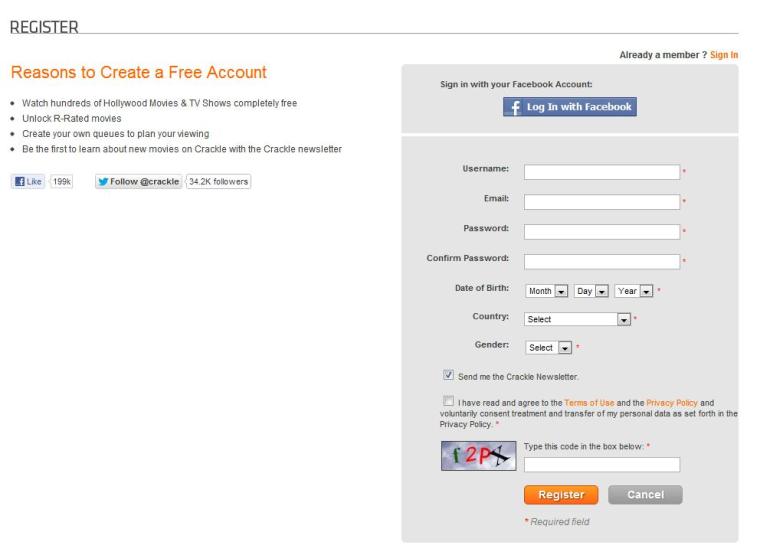 REGISTER
Already a member ? Sign In
Reasons to Create a Free Account
Watch hundreds of Hollywood Movies & TV Shows completely free
Unlock R-Rated movies
Create your own queues to plan your viewing
Be the first to learn about new movies on Crackle with the Crackle newsletter
Like 199k Follow @crackle 34.2K followers
Sign in with your Facebook Account:
f Log In with Facebook
Username: *
Email: *
Password: *
Confirm Password: *
Date of Birth: Month Day Year *
Country: Select *
Gender: Select *
Send me the Crackle Newsletter.
I have read and agree to the Terms of Use and the Privacy Policy and
voluntarily consent treatment and transfer of my personal data as set forth in the
Privacy Policy. *
Type this code in the box below: *
Register Cancel
* Required field